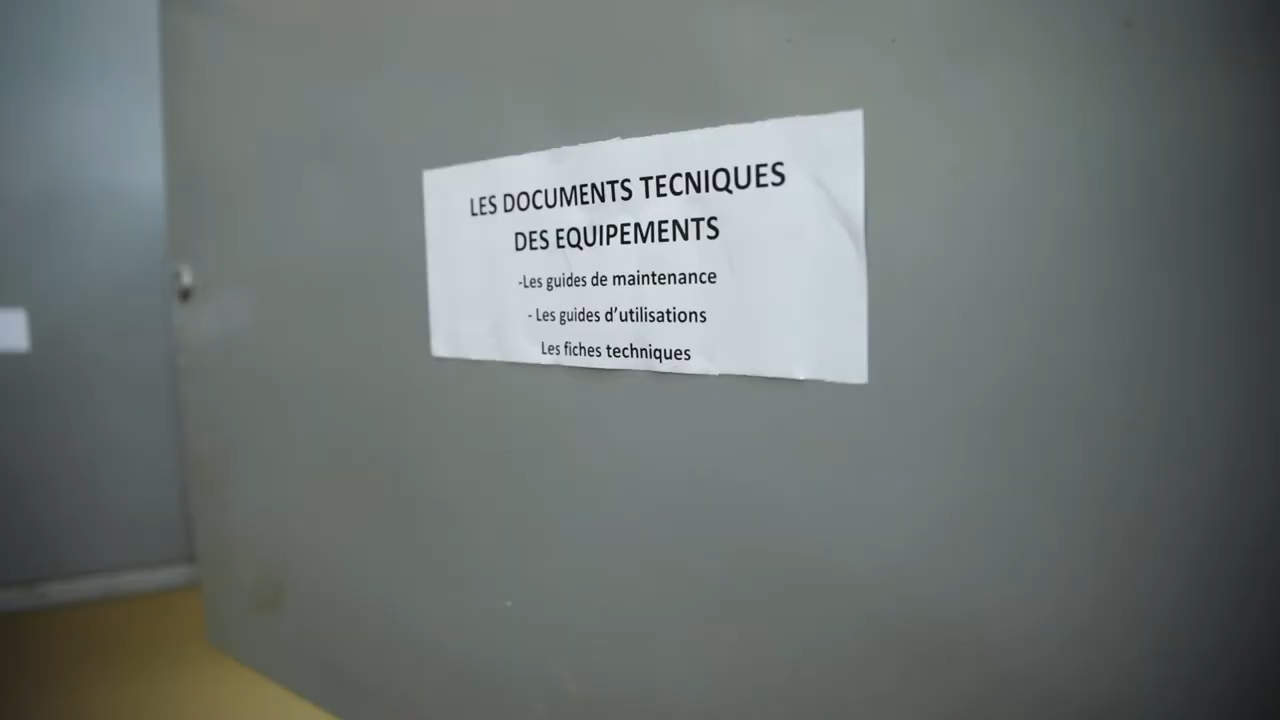 LES DOCUMENTS TECNIQUES
DES EQUIPEMENTS
-Les guides de maintenance
- Les guides d’utilisations
Les fiches techniques